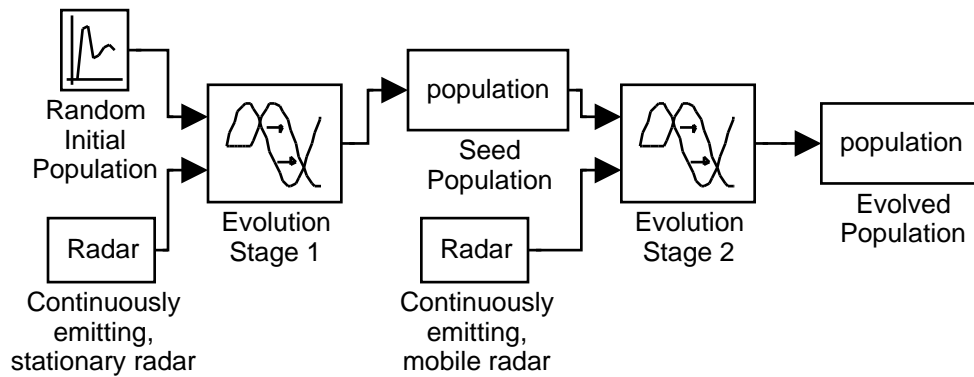 Random
Initial
Population
Radar
Continuously
emitting,
stationary radar
Evolution
Stage 1
population
Seed
Population
Radar
Continuously
emitting,
mobile radar
Evolution
Stage 2
population
Evolved
Population